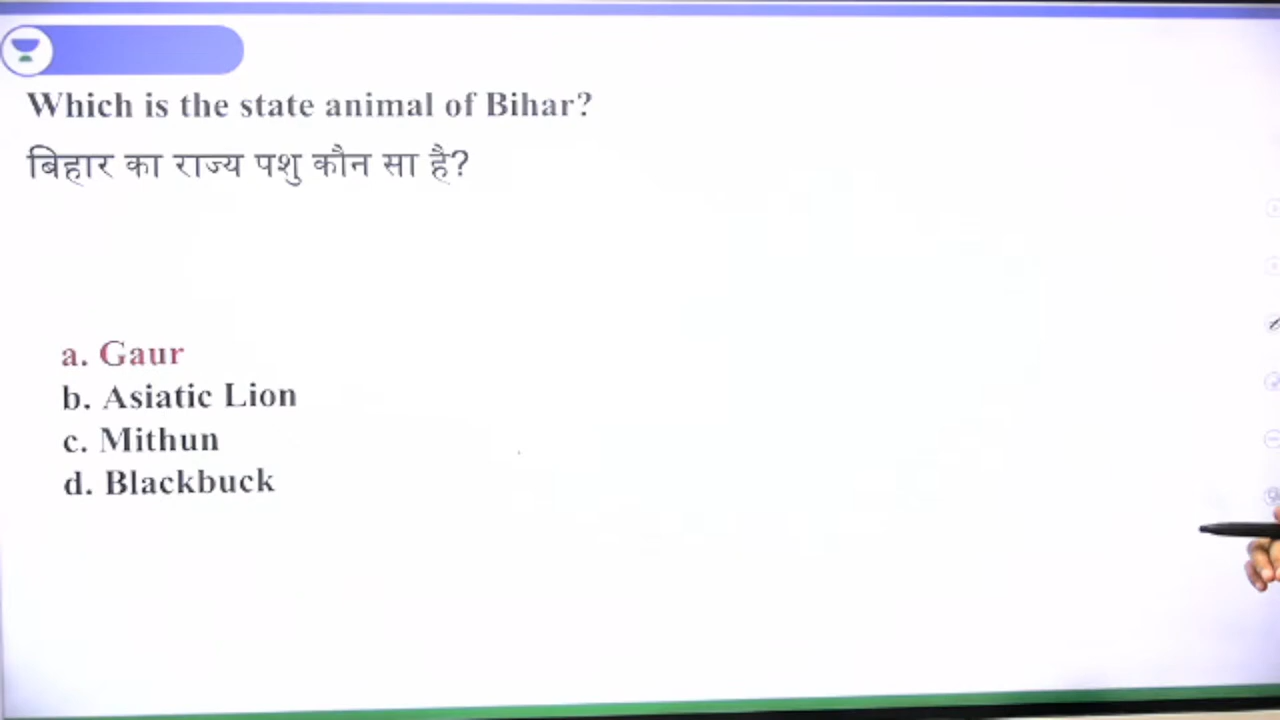 Which is the state animal of Bihar?
बिहार का राज्य पशु कौन सा है?
a. Gaur
b. Asiatic Lion
c. Mithun
d. Blackbuck